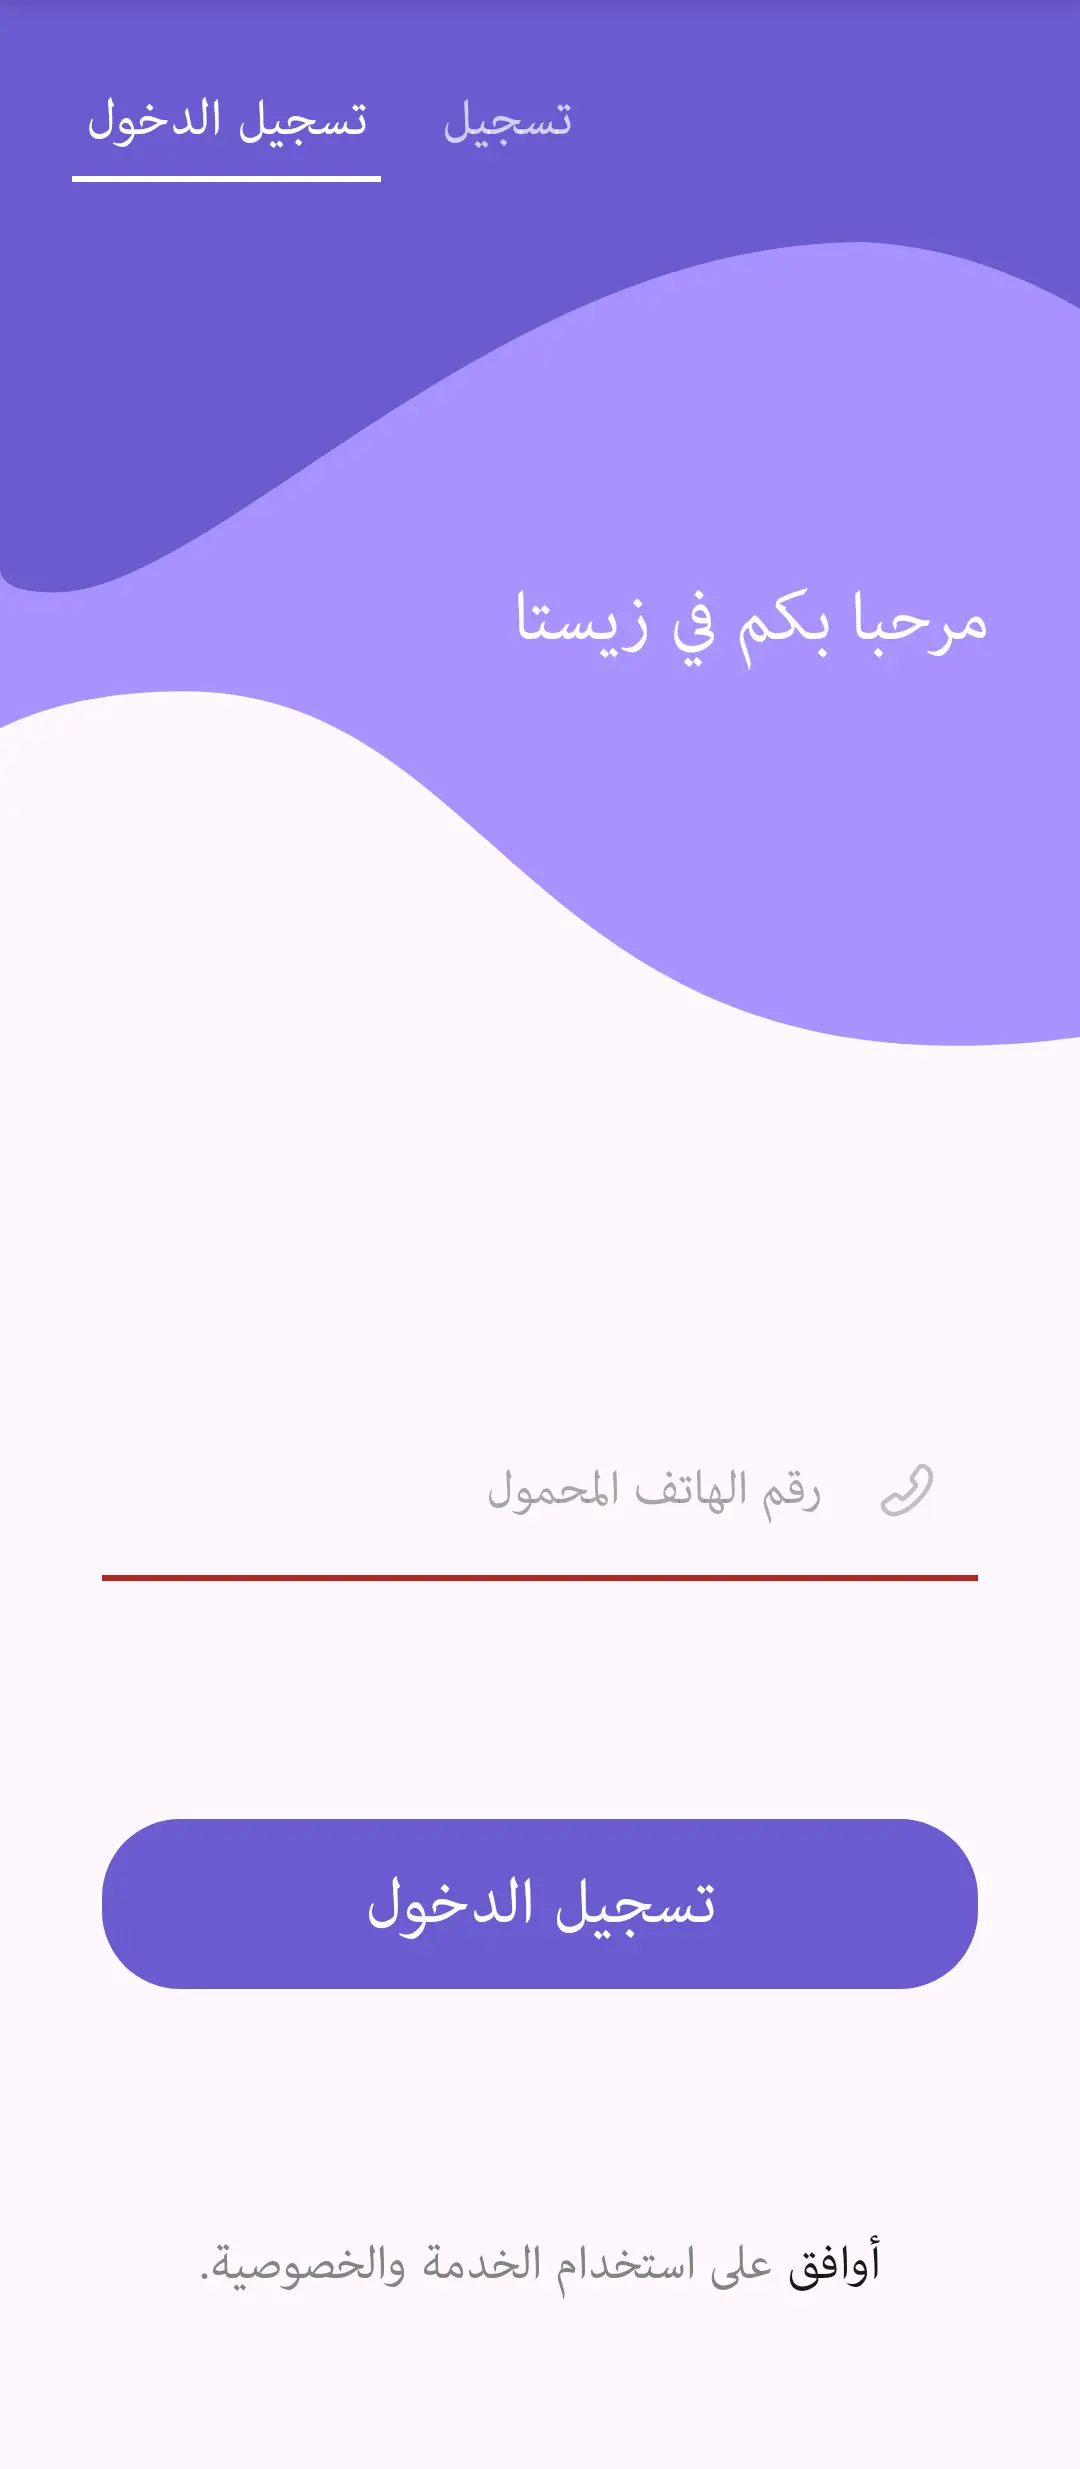 تسجيل الدخول
تسجيل
مرحبا بكم في زيستا
رقم الهاتف المحمول
تسجيل الدخول
أوافق على استخدام الخدمة والخصوصية.